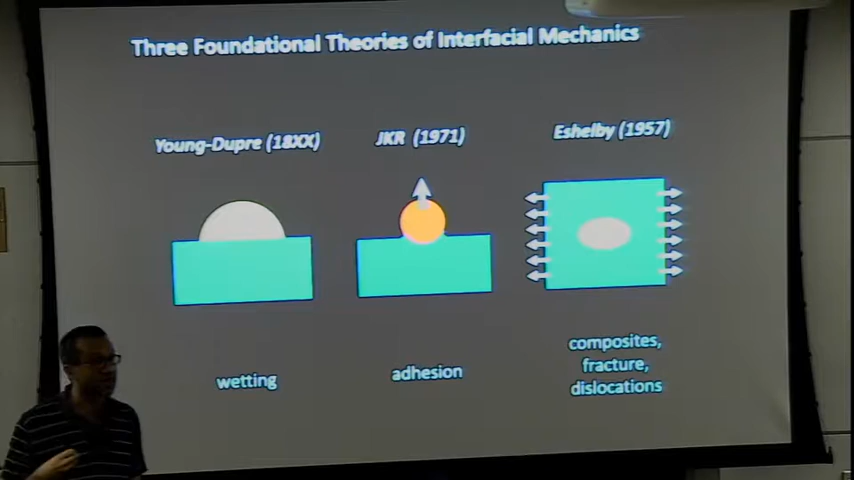 Three Foundational Theories of Interfacial Mechanics
Young-Dupre (18XX)
JKR (1971)
Eshelby (1957)
wetting
adhesion
composites,
fracture,
dislocations